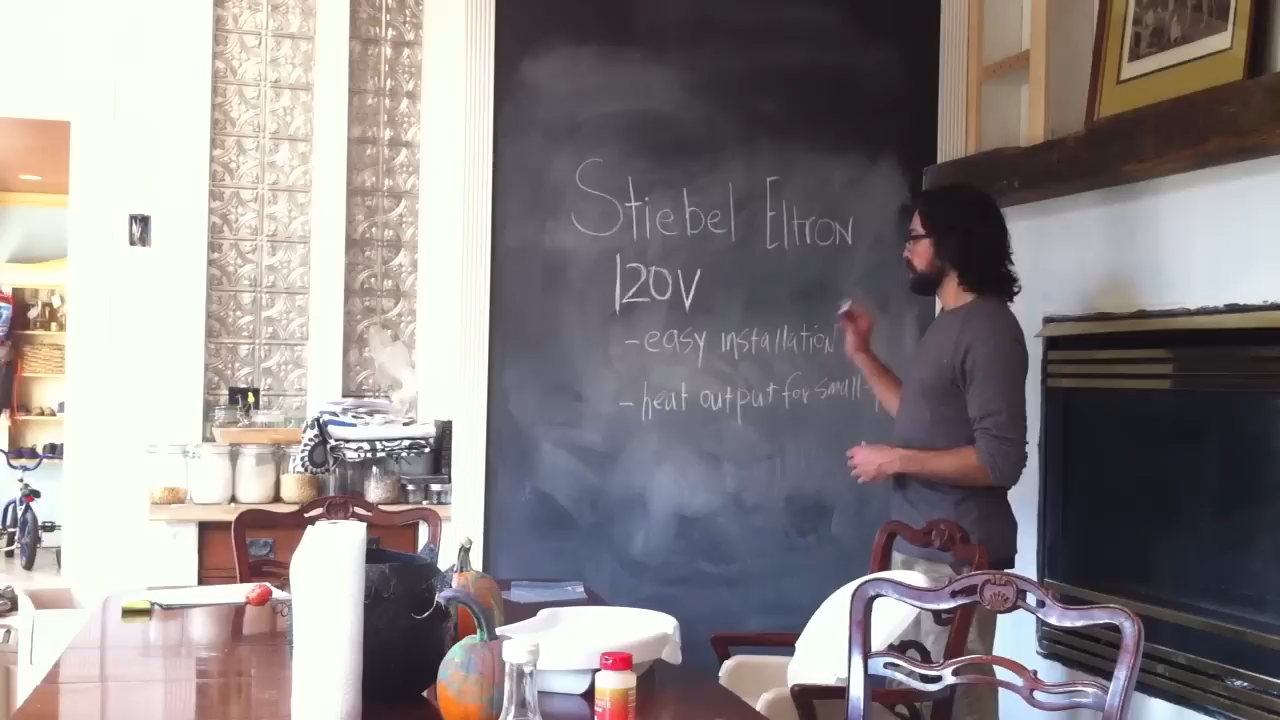 Stiebel Eltron
120V
- easy installation
- heat output for small